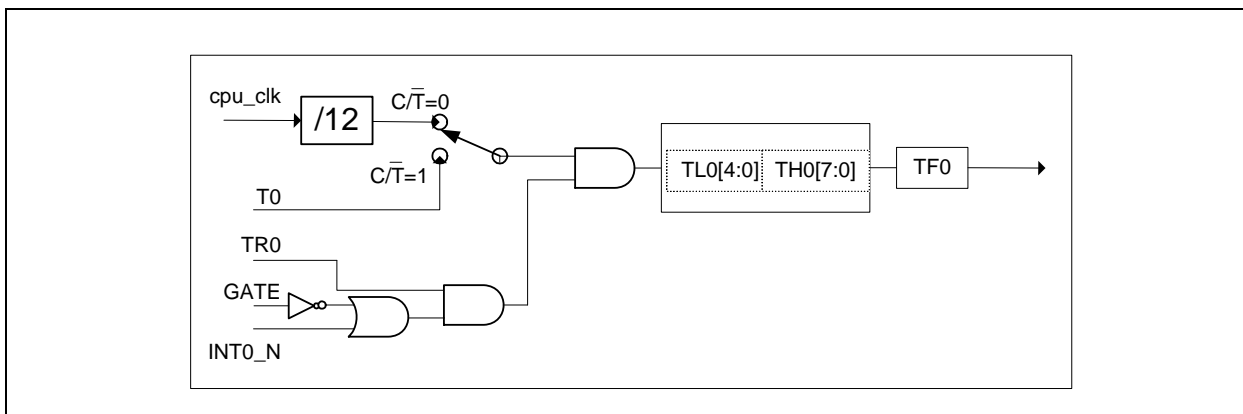 cpu_clk
/12
C/T̅=0
C/T̅=1
T0
TL0[4:0] TH0[7:0]
TF0
TR0
GATE
INT0_N